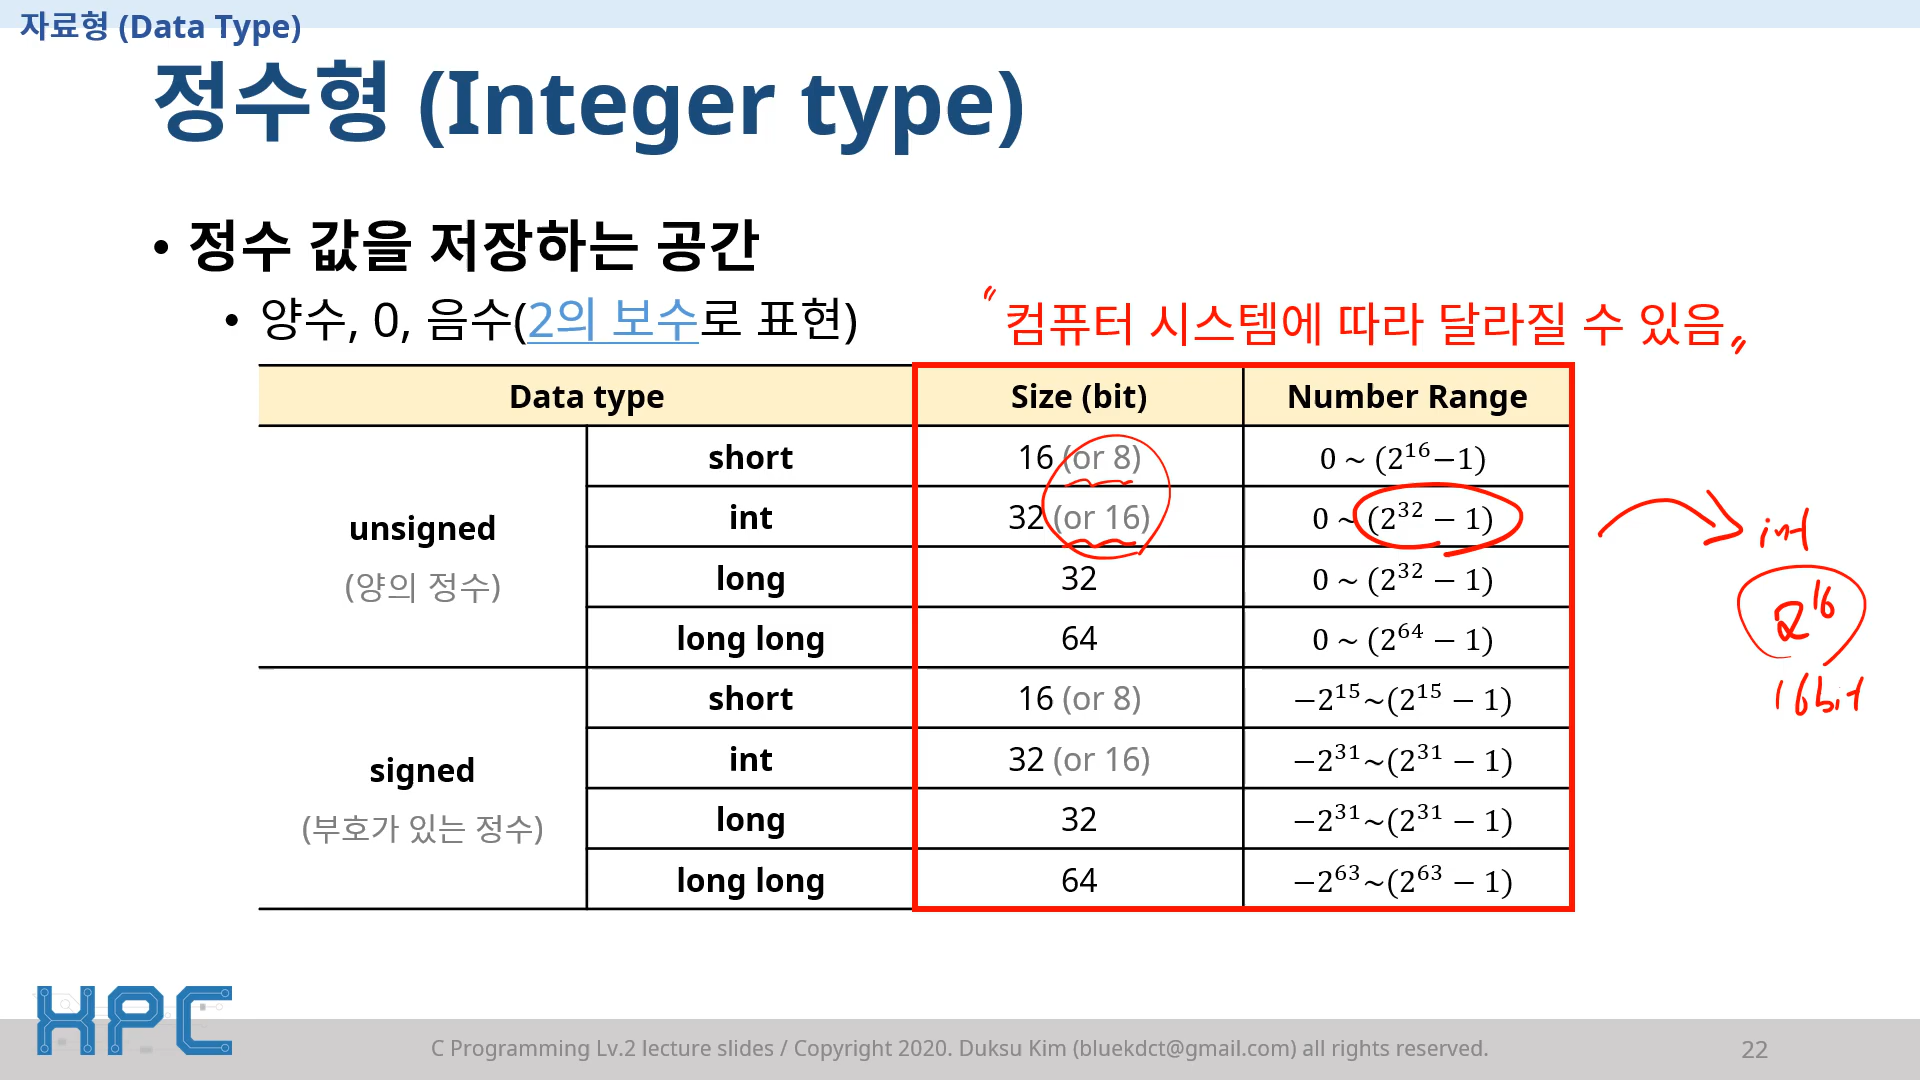 자료형 (Data Type)
정수형 (Integer type)
• 정수 값을 저장하는 공간
• 양수, 0, 음수(2의 보수로 표현)
"컴퓨터 시스템에 따라 달라질 수 있음"
Data type Size (bit) Number Range
unsigned
(양의 정수)
short 16 (or 8) 0 ~ (2^16−1)
int 32 (or 16) 0 ~ (2^32 − 1)
long 32 0 ~ (2^32 − 1)
long long 64 0 ~ (2^64 − 1)
signed
(부호가 있는 정수)
short 16 (or 8) −2^15~(2^15 − 1)
int 32 (or 16) −2^31~(2^31 − 1)
long 32 −2^31~(2^31 − 1)
long long 64 −2^63~(2^63 − 1)
int
2^16
16bit
HPC
C Programming Lv.2 lecture slides / Copyright 2020. Duksu Kim (bluekdct@gmail.com) all rights reserved.
22